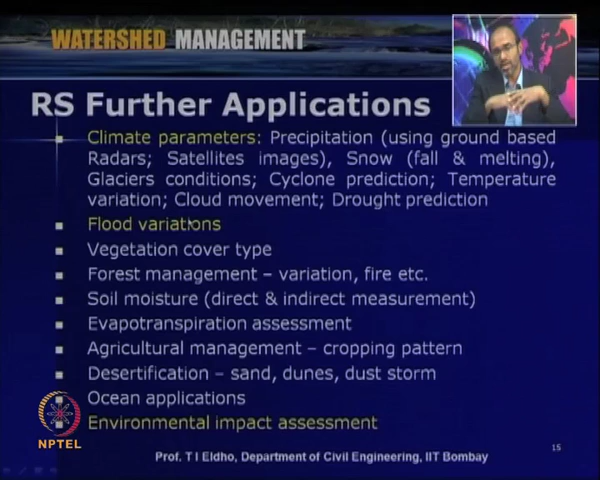 WATERSHED MANAGEMENT
RS Further Applications
Climate parameters: Precipitation (using ground based
Radars; Satellites images), Snow (fall & melting),
Glaciers conditions; Cyclone prediction; Temperature
variation; Cloud movement; Drought prediction
Flood variations
Vegetation cover type
Forest management – variation, fire etc.
Soil moisture (direct & indirect measurement)
Evapotranspiration assessment
Agricultural management – cropping pattern
Desertification – sand, dunes, dust storm
Ocean applications
Environmental impact assessment
NPTEL
Prof. T I Eldho, Department of Civil Engineering, IIT Bombay
15